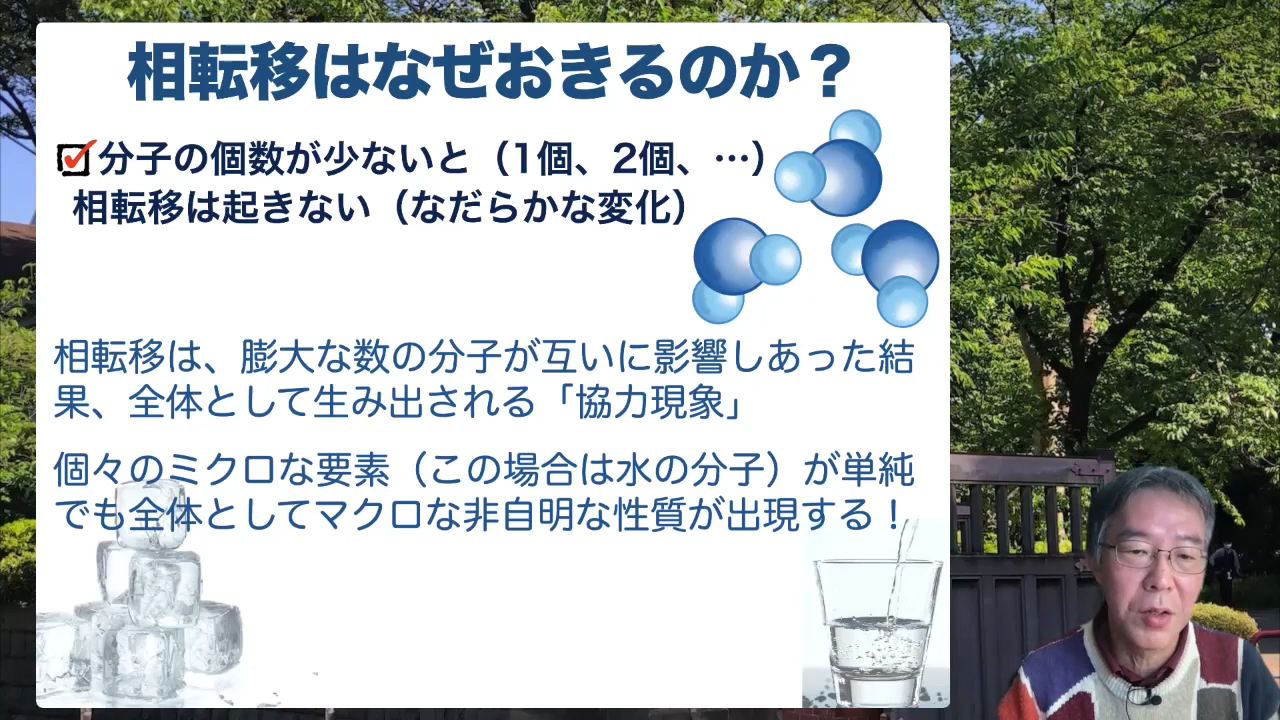 相転移はなぜおきるのか？
分子の個数が少ないと（1個、2個、…）
相転移は起きない（なだらかな変化）
相転移は、膨大な数の分子が互いに影響しあった結
果、全体として生み出される「協力現象」
個々のミクロな要素（この場合は水の分子）が単純
でも全体としてマクロな非自明な性質が出現する！